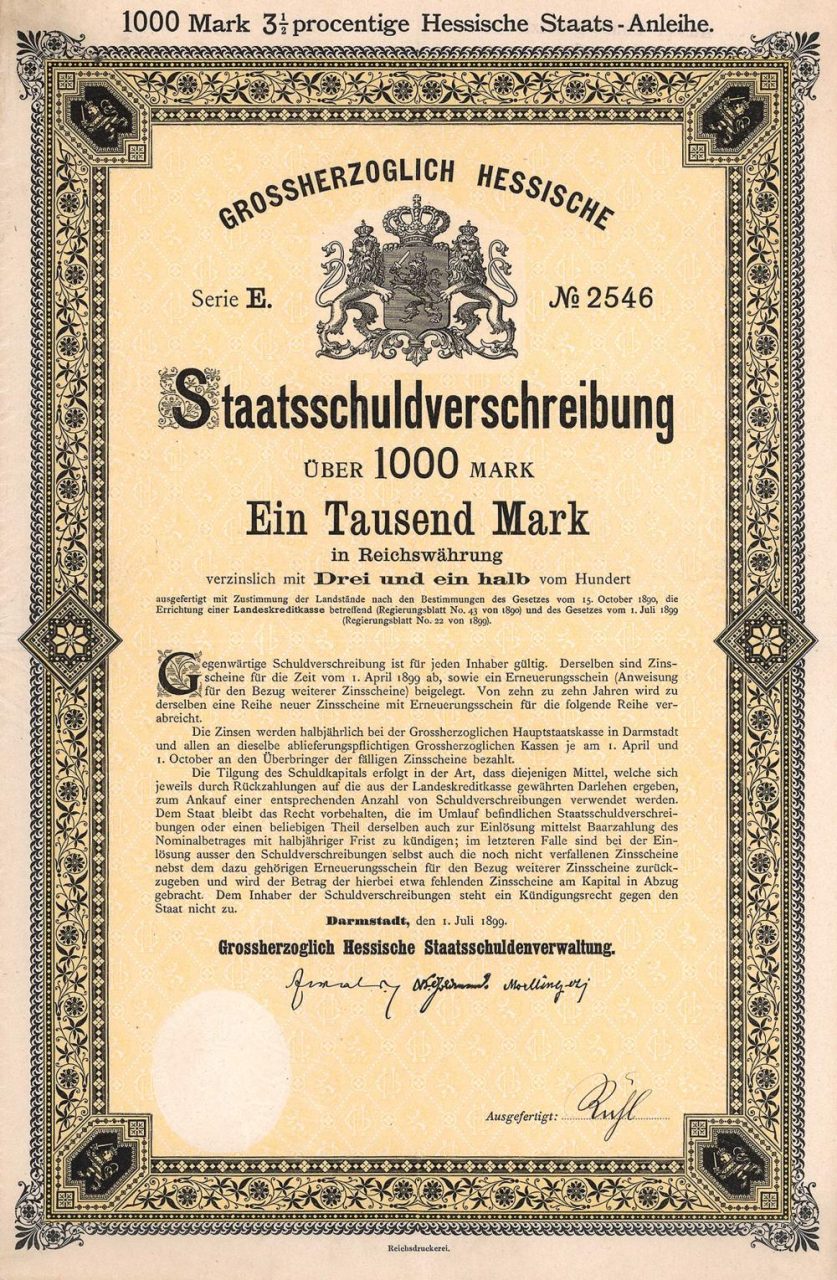 1000 Mark 3½ procentige Hessische Staats-Anleihe.
GROSSHERZOGLICH HESSISCHE
Serie E. № 2546
Staatsschuldverschreibung
ÜBER 1000 MARK
Ein Tausend Mark
in Reichswährung
verzinslich mit Drei und ein halb vom Hundert
ausgefertigt mit Zustimmung der Landstände nach den Bestimmungen des Gesetzes vom 15. October 1890, die
Errichtung einer Landeskreditkasse betreffend (Regierungsblatt No. 43 von 1890) und des Gesetzes vom 1. Juli 1899
(Regierungsblatt No. 22 von 1899).
Gegenwärtige Schuldverschreibung ist für jeden Inhaber gültig. Derselben sind Zins-
scheine für die Zeit vom 1. April 1899 ab, sowie ein Erneuerungsschein (Anweisung
für den Bezug weiterer Zinsscheine) beigelegt. Von zehn zu zehn Jahren wird zu
derselben eine Reihe neuer Zinsscheine mit Erneuerungsschein für die folgende Reihe ver-
abreicht.
Die Zinsen werden halbjährlich bei der Grossherzoglichen Hauptstaatskasse in Darmstadt
und allen an dieselbe ablieferungspflichtigen Grossherzoglichen Kassen je am 1. April und
1. October an den Überbringer der fälligen Zinsscheine bezahlt.
Die Tilgung des Schuldkapitals erfolgt in der Art, dass diejenigen Mittel, welche sich
jeweils durch Rückzahlungen auf die aus der Landeskreditkasse gewährten Darlehen ergeben,
zum Ankauf einer entsprechenden Anzahl von Schuldverschreibungen verwendet werden.
Dem Staat bleibt das Recht vorbehalten, die im Umlauf befindlichen Staatsschuldverschrei-
bungen oder einen beliebigen Theil derselben auch zur Einlösung mittelst Baarzahlung des
Nominalbetrages mit halbjähriger Frist zu kündigen; im letzteren Falle sind bei der Ein-
lösung ausser den Schuldverschreibungen selbst auch die noch nicht verfallenen Zinsscheine
nebst dem dazu gehörigen Erneuerungsschein für den Bezug weiterer Zinsscheine zurück-
zugeben und wird der Betrag der hierbei etwa fehlenden Zinsscheine am Kapital in Abzug
gebracht. Dem Inhaber der Schuldverschreibungen steht ein Kündigungsrecht gegen den
Staat nicht zu.
Darmstadt, den 1. Juli 1899.
Grossherzoglich Hessische Staatsschuldenverwaltung.
Ausgefertigt: Rühl
Reichsdruckerei.